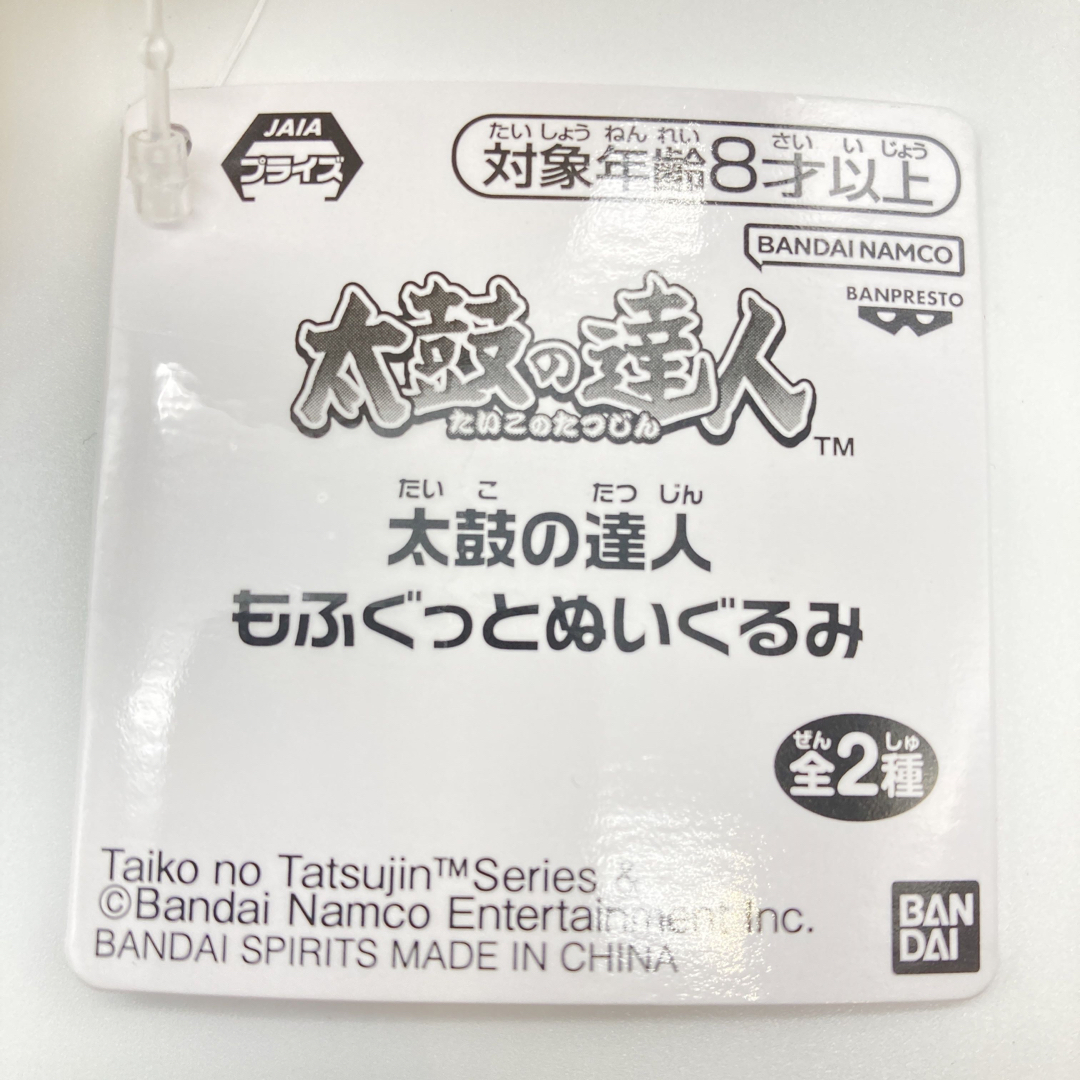 JAIA
プライズ
たいしょうねんれい さいいじょう
対象年齢8才以上
BANDAI NAMCO
BANPRESTO
太鼓の達人
たいこのたつじん
TM
たいこ たつじん
太鼓の達人
もふぐっとぬいぐるみ
ぜん しゅ
全2種
Taiko no Tatsujin™Series &
©Bandai Namco Entertainment Inc.
BANDAI SPIRITS MADE IN CHINA
BAN
DAI